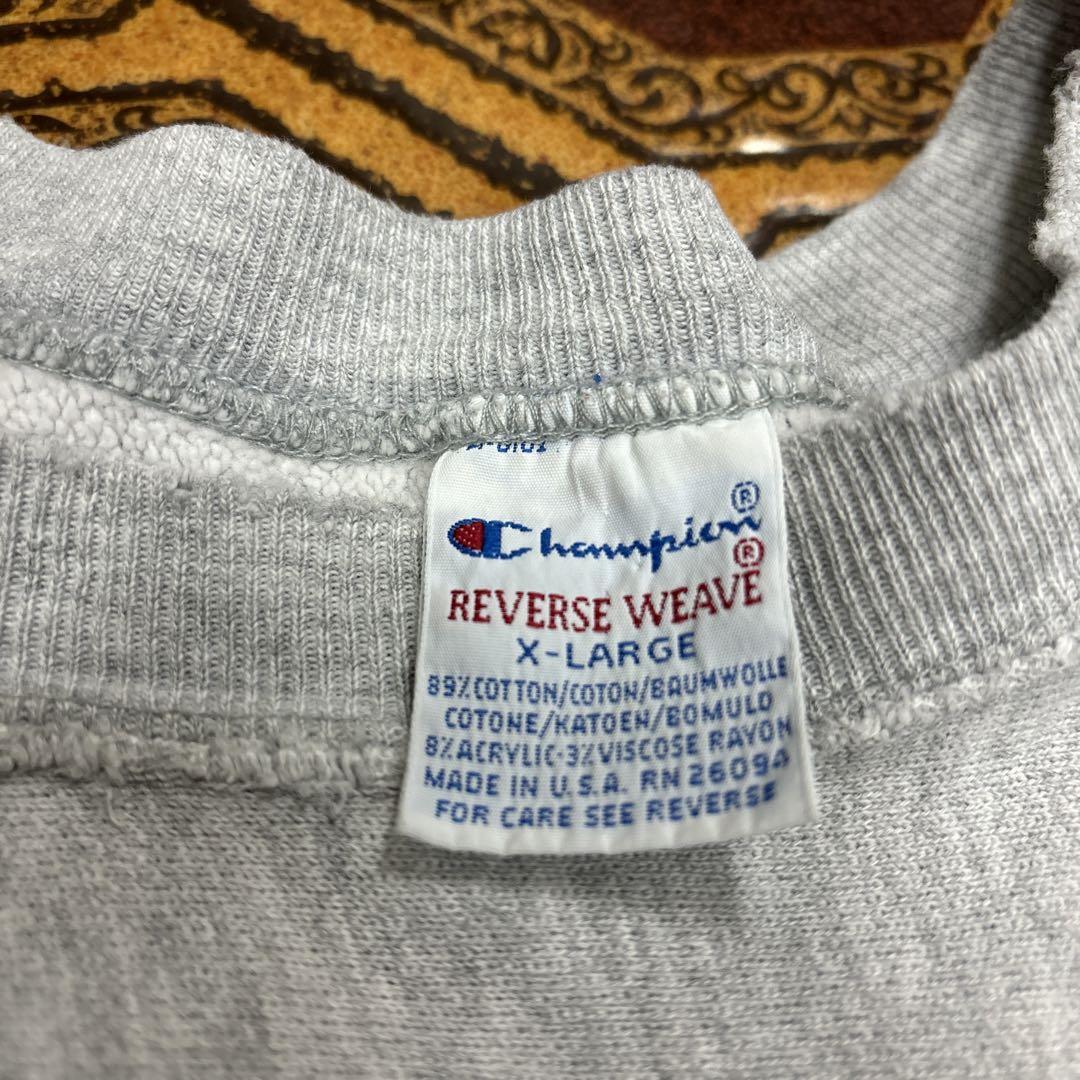 Champion®
REVERSE WEAVE®
X-LARGE
89% COTTON/COTON/BAUMWOLLE
COTONE/KATOEN/BOMULD
8% ACRYLIC-3% VISCOSE RAYON
MADE IN U.S.A. RN 26094
FOR CARE SEE REVERSE